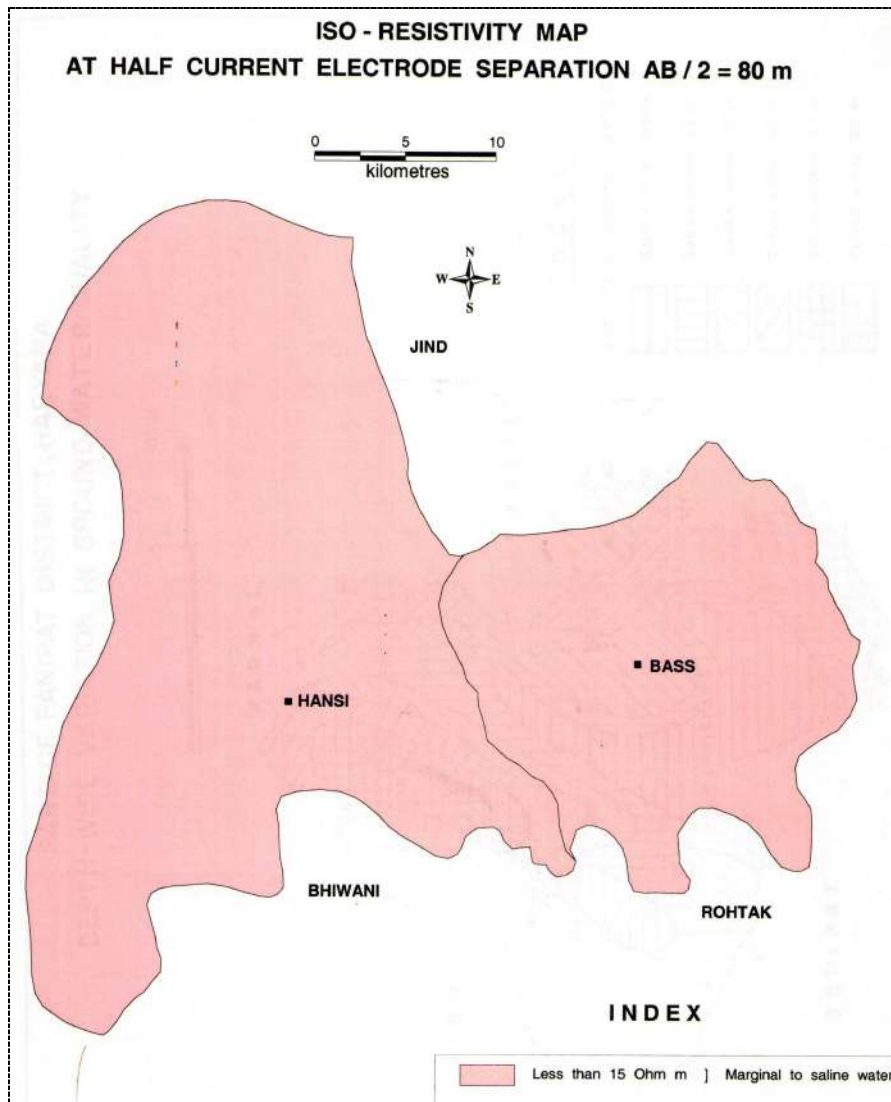 ISO - RESISTIVITY MAP
AT HALF CURRENT ELECTRODE SEPARATION AB / 2 = 80 m
0 5 10
kilometres
N
W E
S
JIND
BASS
HANSI
BHIWANI
ROHTAK
INDEX
Less than 15 Ohm m ] Marginal to saline water